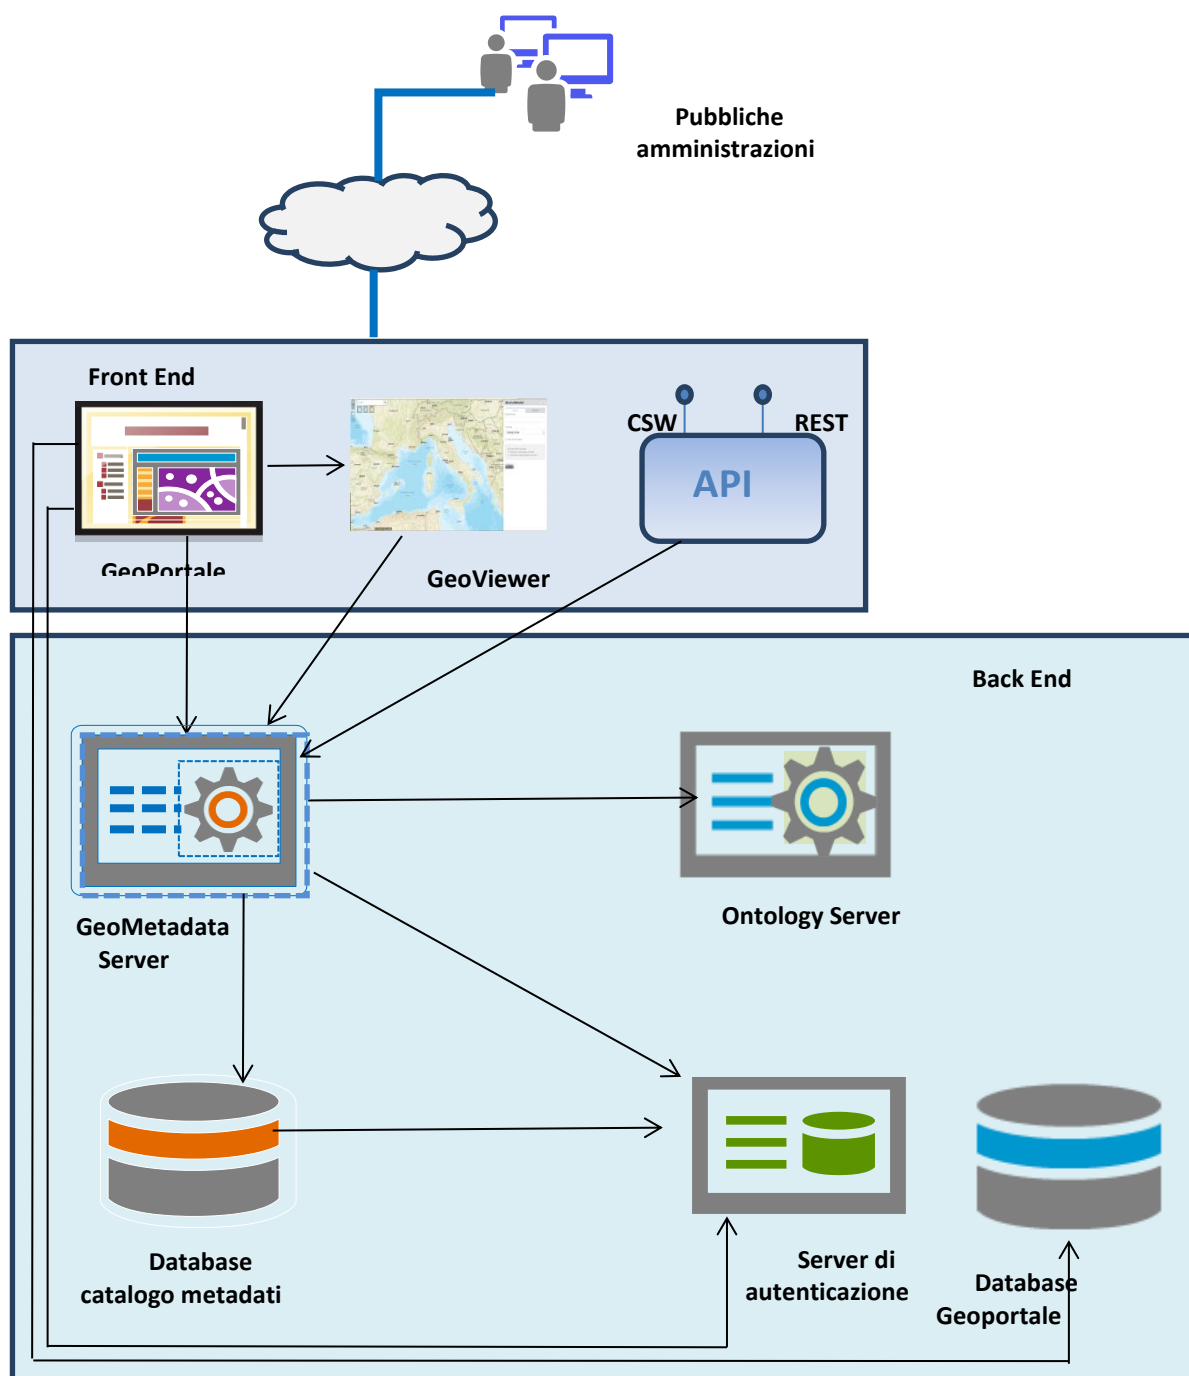 Pubbliche
amministrazioni
Front End
CSW
REST
API
GeoPortale
GeoViewer
Back End
GeoMetadata
Server
Ontology Server
Database
catalogo metadati
Server di
autenticazione
Database
Geoportale